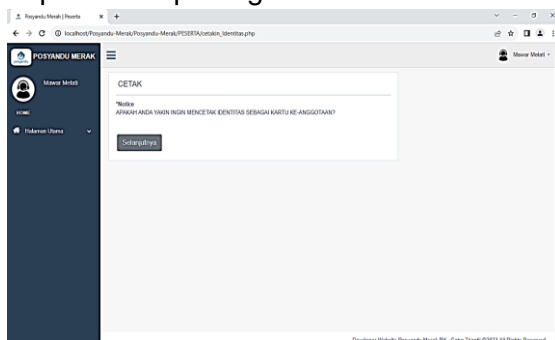 Posyandu Merak | Peserta
localhost/Posyandu-Merak/Posyandu-Merak/PESERTA/cetakin_Identitas.php
POSYANDU MERAK
Mawar Melati
Mawar Melati
HOME
Halaman Utama
CETAK
*Notice
APAKAH ANDA YAKIN INGIN MENCETAK IDENTITAS SEBAGAI KARTU KE-ANGGOTAAN?
Selanjutnya